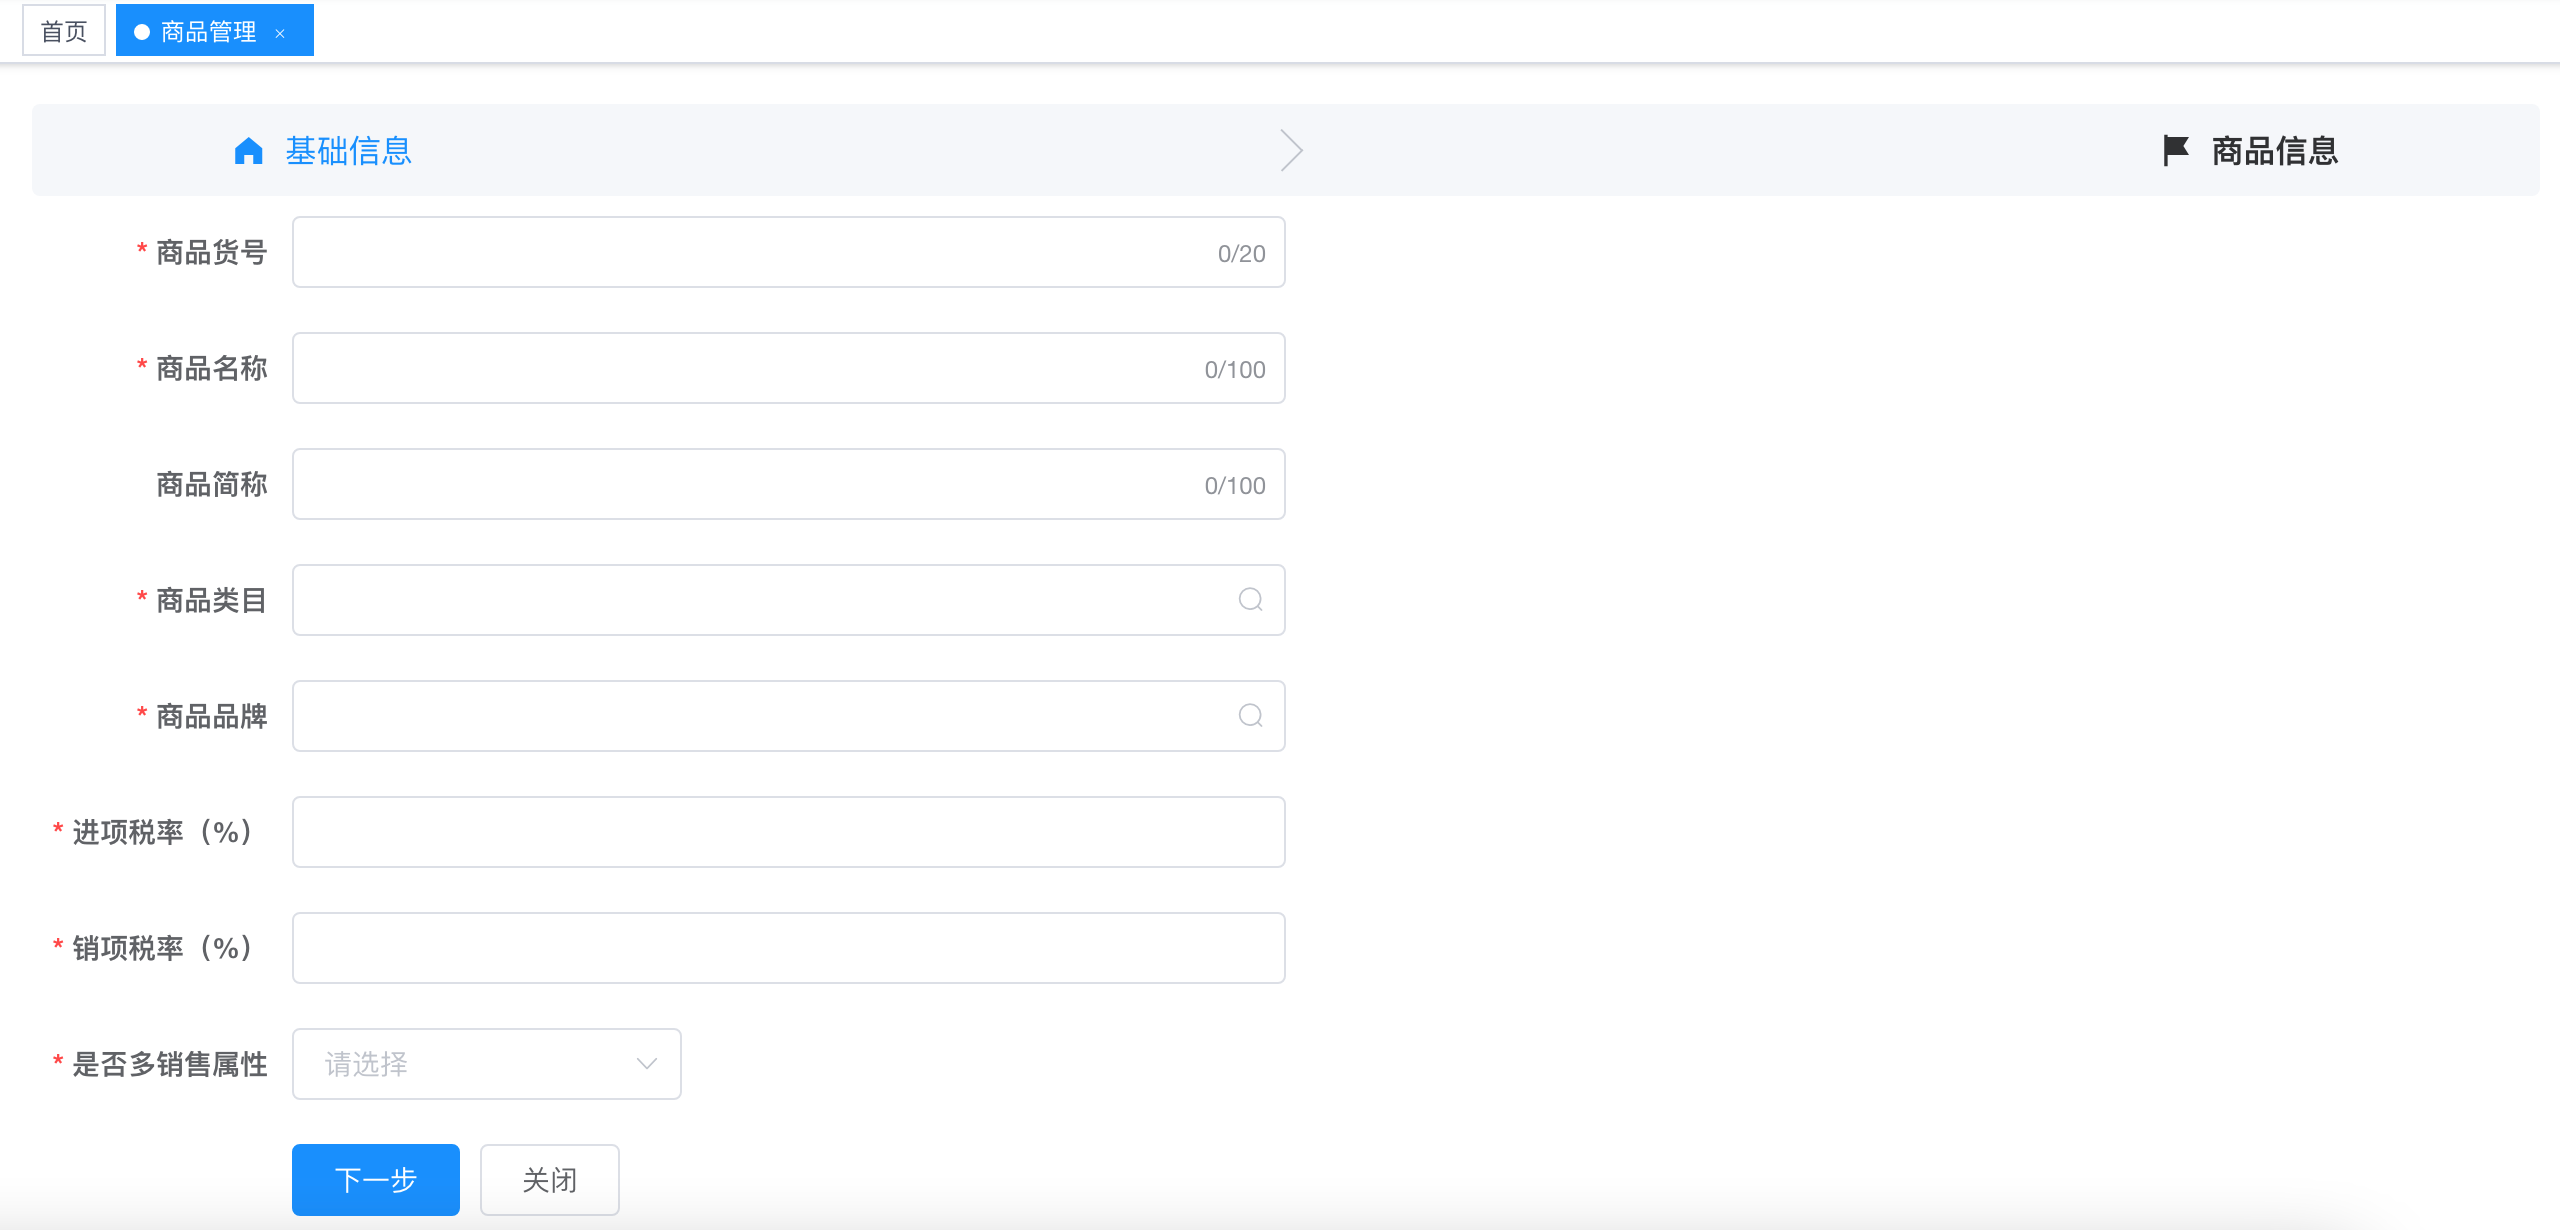 首页 商品管理 ×
基础信息 商品信息
* 商品货号 0/20
* 商品名称 0/100
商品简称 0/100
* 商品类目
* 商品品牌
* 进项税率（%）
* 销项税率（%）
* 是否多销售属性 请选择
下一步 关闭